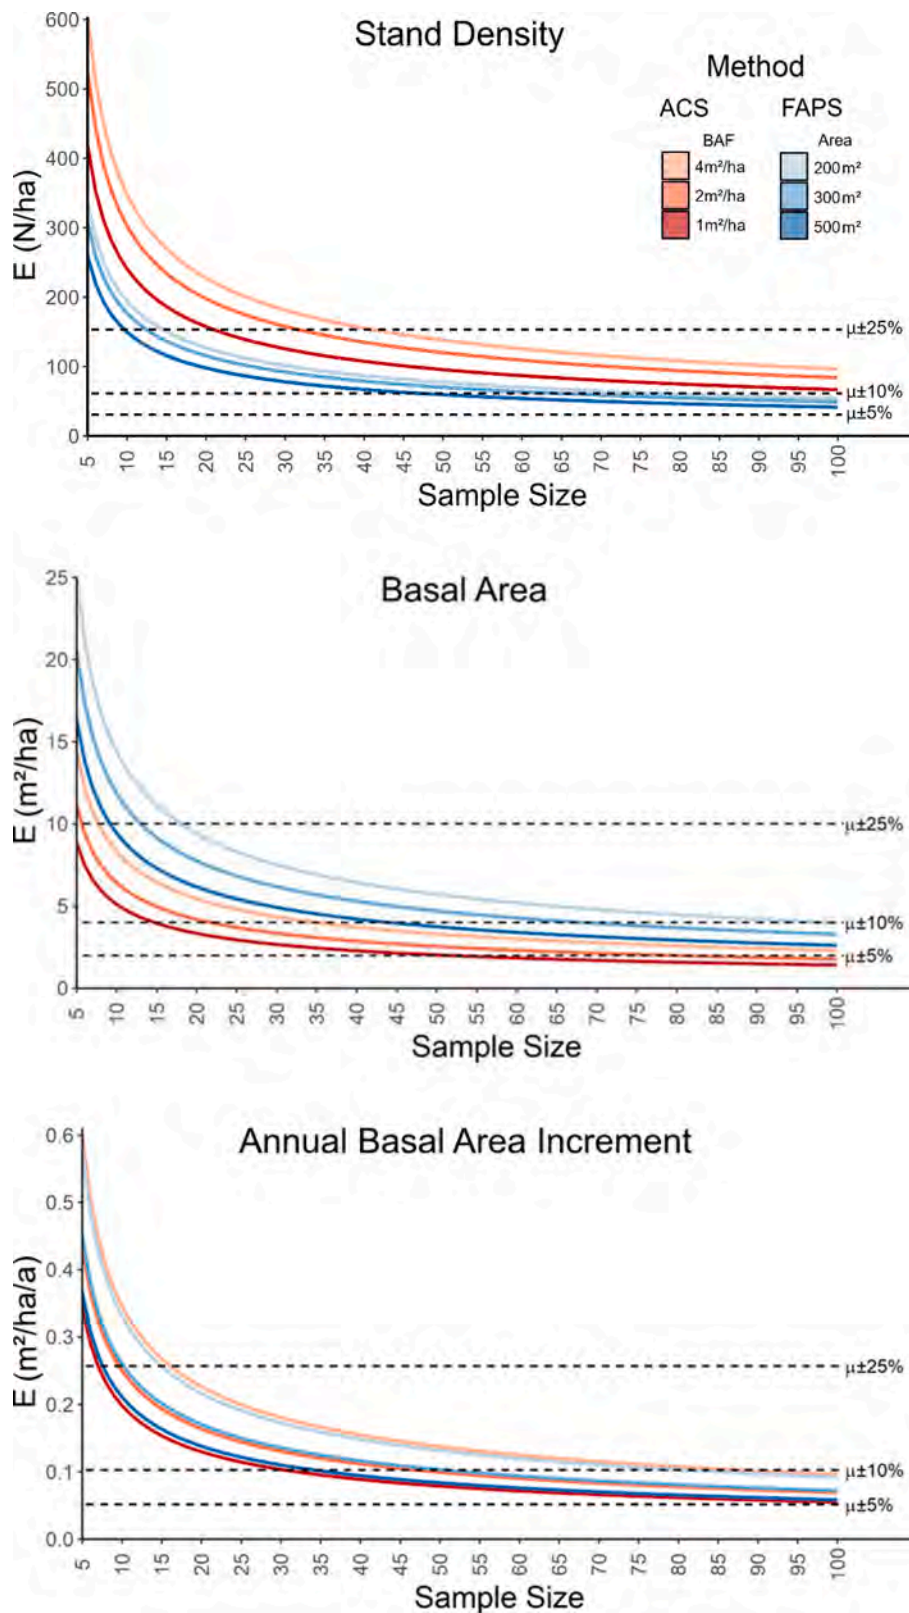 Stand Density
Method
ACS FAPS
BAF Area
4m²/ha 200m²
2m²/ha 300m²
1m²/ha 500m²
E (N/ha)
600
500
400
300
200
100
0
μ±25%
μ±10%
μ±5%
5 10 15 20 25 30 35 40 45 50 55 60 65 70 75 80 85 90 95 100
Sample Size
Basal Area
E (m²/ha)
25
20
15
10
5
0
μ±25%
μ±10%
μ±5%
5 10 15 20 25 30 35 40 45 50 55 60 65 70 75 80 85 90 95 100
Sample Size
Annual Basal Area Increment
E (m²/ha/a)
0.6
0.5
0.4
0.3
0.2
0.1
0.0
μ±25%
μ±10%
μ±5%
5 10 15 20 25 30 35 40 45 50 55 60 65 70 75 80 85 90 95 100
Sample Size